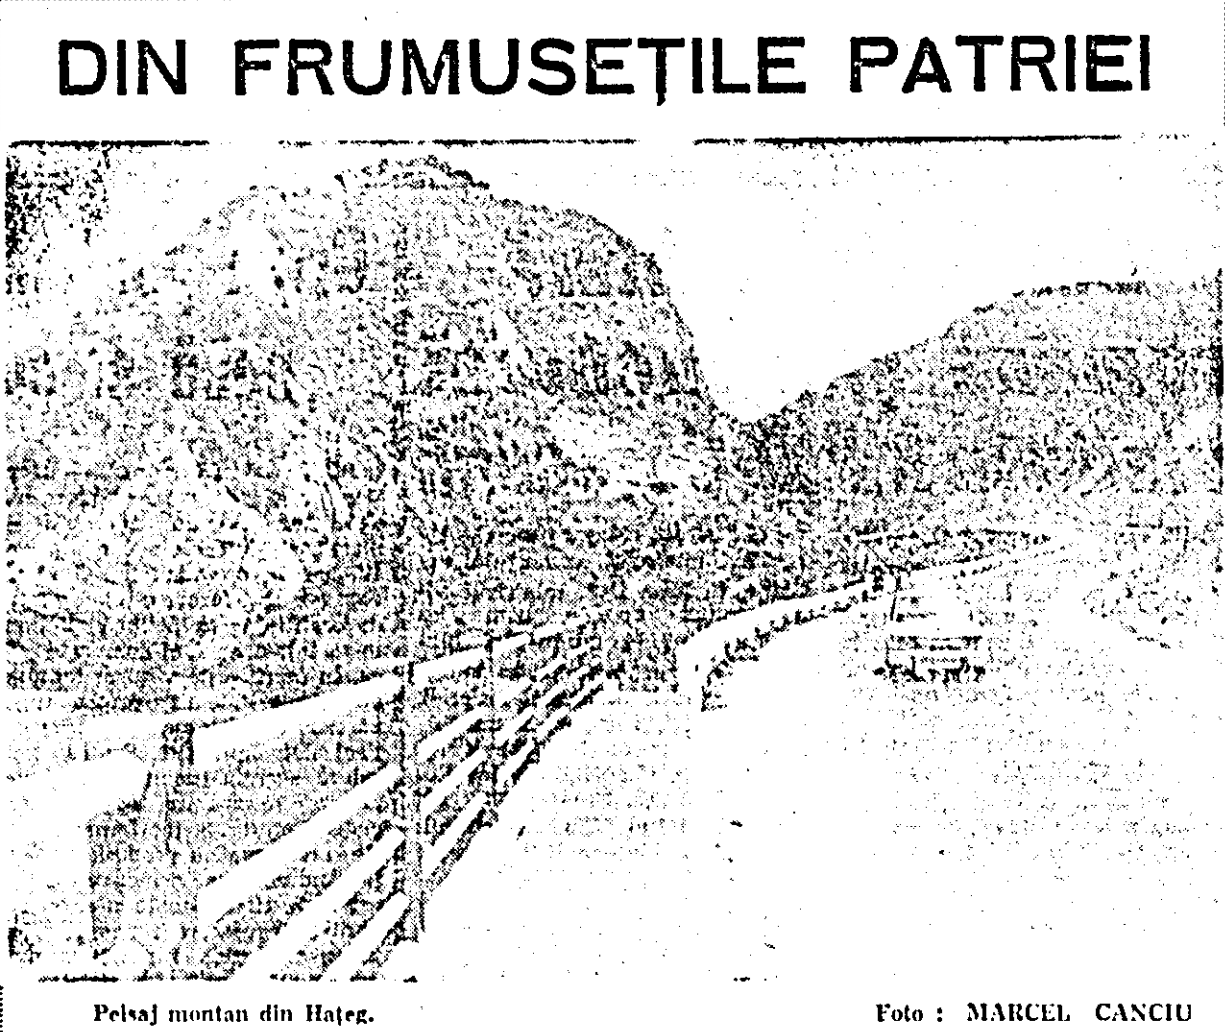 DIN FRUMUSEȚILE PATRIEI
Peisaj montan din Hațeg.
Foto : MARCEL CANCIU